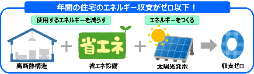 年間の住宅のエネルギー収支がゼロ以下!
使用するエネルギーを減らす
エネルギーをつくる
省エネ
高断熱構造
省エネ設備
太陽光発電
収支ゼロ